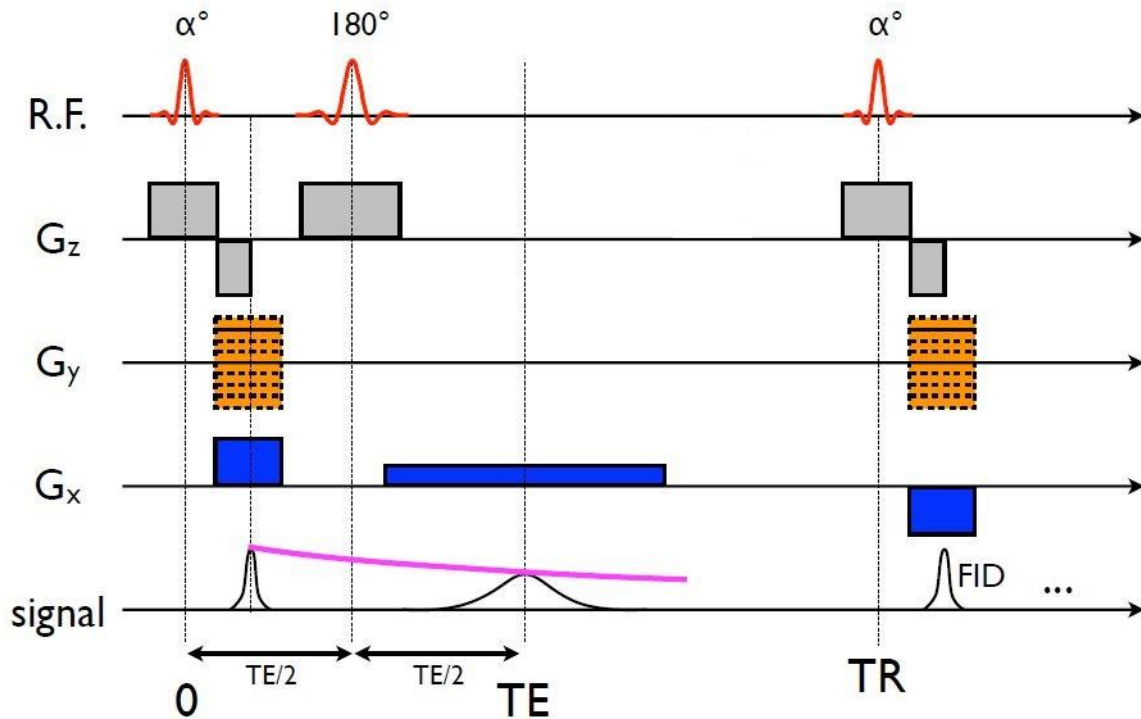 α° 180° α°
R.F.
Gz
Gy
Gx
FID ...
signal
TE/2 TE/2
0 TE TR